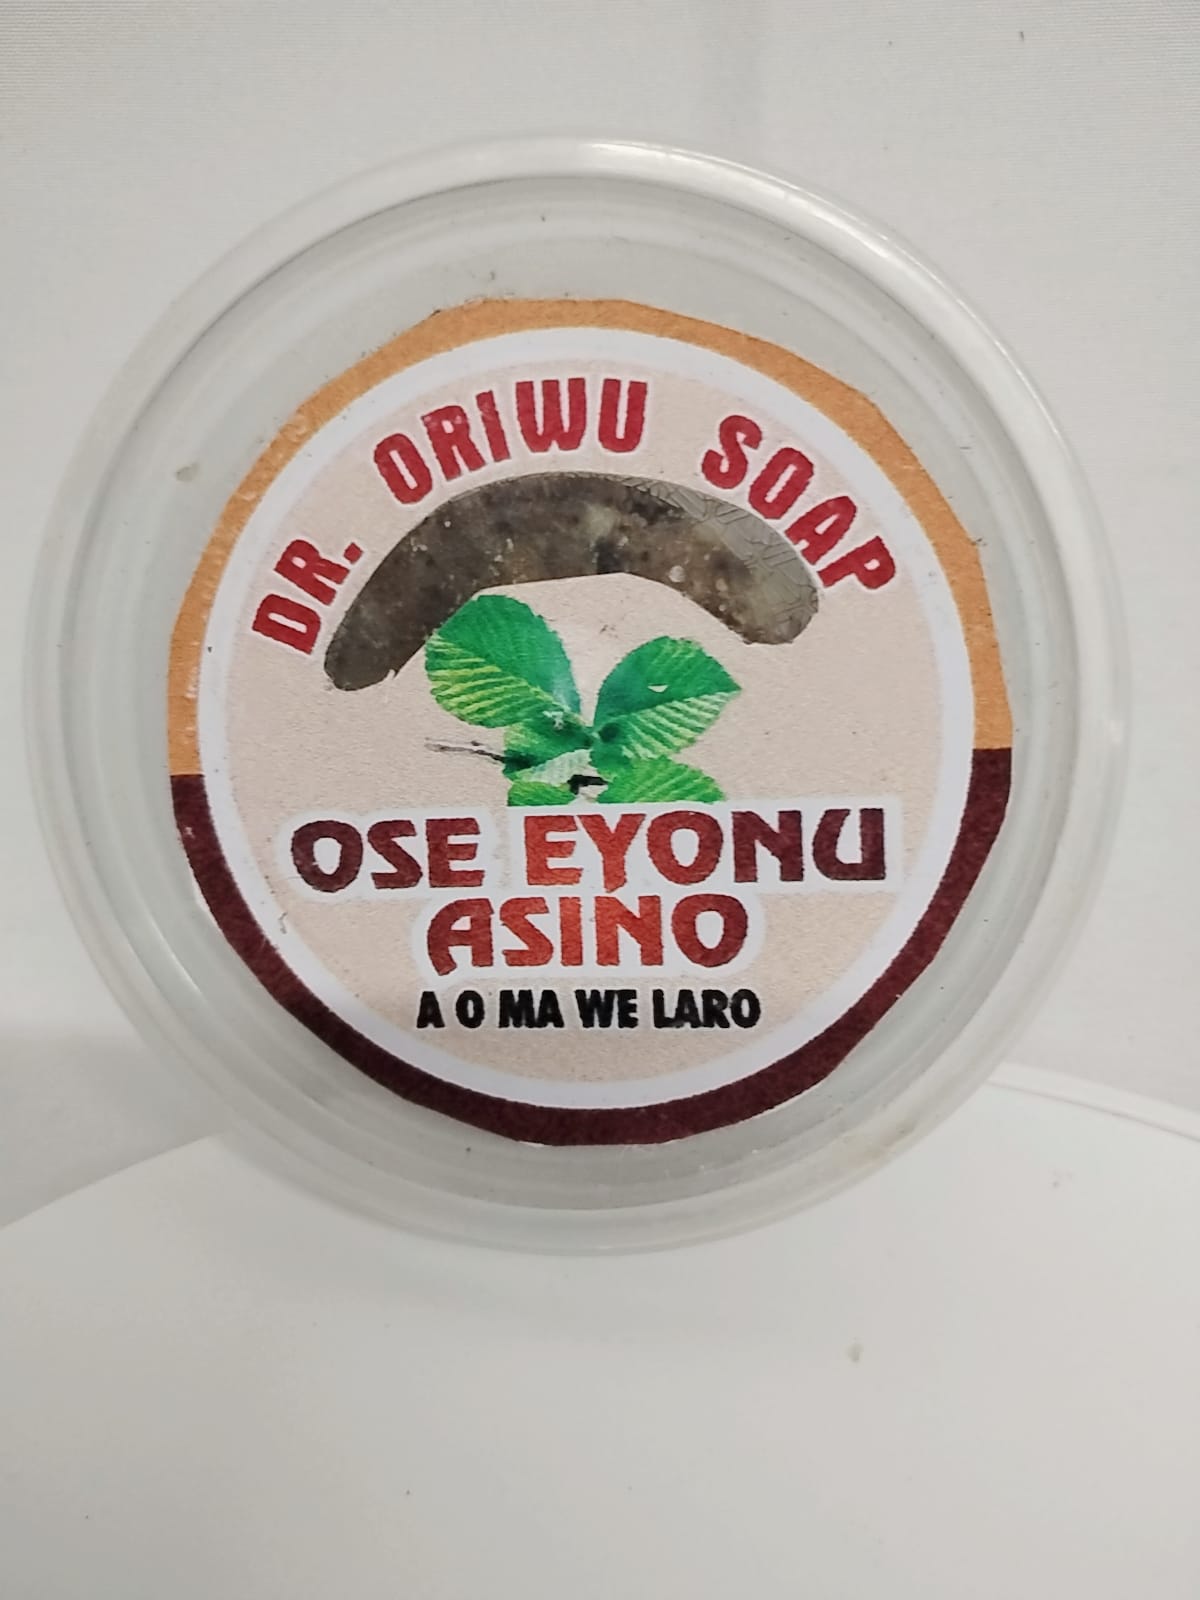 DR. ORIWU SOAP
OSE EYONU
ASINO
A O MA WE LARO